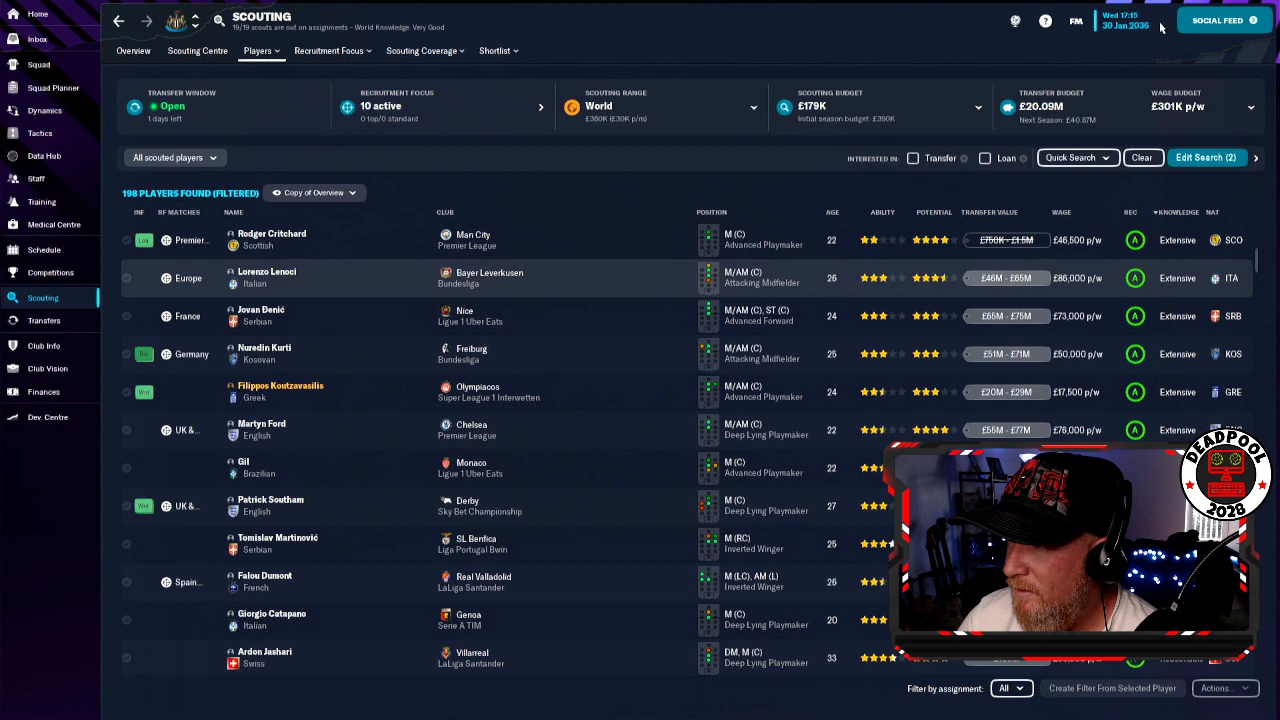 Home
Inbox
Squad
Squad Planner
Dynamics
Tactics
Data Hub
Staff
Training
Medical Centre
Schedule
Competitions
Scouting
Transfers
Club Info
Club Vision
Finances
Dev. Centre
SCOUTING
19/19 scouts are out on assignments - World Knowledge: Very Good
FM
Wed 17:15
30 Jan 2036
SOCIAL FEED
Overview Scouting Centre Players Recruitment Focus Scouting Coverage Shortlist
TRANSFER WINDOW
Open
1 days left
RECRUITMENT FOCUS
10 active
0 top/0 standard
SCOUTING RANGE
World
£360K (£30K p/m)
SCOUTING BUDGET
£179K
Initial season budget: £390K
TRANSFER BUDGET
£20.09M
Next Season: £40.87M
WAGE BUDGET
£301K p/w
All scouted players
INTERESTED IN: Transfer Loan Quick Search Clear Edit Search (2)
198 PLAYERS FOUND (FILTERED) Copy of Overview
INF RF MATCHES NAME CLUB POSITION AGE ABILITY POTENTIAL TRANSFER VALUE WAGE REC KNOWLEDGE NAT
Loa Premier... Rodger Critchard Man City M (C) 22 £750K - £1.5M £46,500 p/w A Extensive SCO
Scottish Premier League Advanced Playmaker
Europe Lorenzo Lenoci Bayer Leverkusen M/AM (C) 26 £46M - £65M £86,000 p/w A Extensive ITA
Italian Bundesliga Attacking Midfielder
France Jovan Đenić Nice M/AM (C), ST (C) 24 £65M - £75M £73,000 p/w A Extensive SRB
Serbian Ligue 1 Uber Eats Advanced Forward
Germany Nuredin Kurti Freiburg M/AM (C) 25 £51M - £71M £50,000 p/w A Extensive KOS
Kosovan Bundesliga Attacking Midfielder
Wnt Filippos Koutzavasilis Olympiacos M/AM (C) 24 £20M - £29M £17,500 p/w A Extensive GRE
Greek Super League 1 Interwetten Advanced Playmaker
UK &... Martyn Ford Chelsea M/AM (C) 22 £55M - £77M £76,000 p/w A Extensive
English Premier League Deep Lying Playmaker
Gil Monaco M (C) 22
Brazilian Ligue 1 Uber Eats Advanced Playmaker
Wnt UK &... Patrick Southam Derby M (C) 27
English Sky Bet Championship Deep Lying Playmaker
Tomislav Martinović SL Benfica M (RC) 25
Serbian Liga Portugal Bwin Inverted Winger
Spain... Falou Dumont Real Valladolid M (LC), AM (L) 26
French LaLiga Santander Inverted Winger
Giorgio Catapano Genoa M (C) 20
Italian Serie A TIM Deep Lying Playmaker
Ardon Jashari Villarreal DM, M (C) 33
Swiss LaLiga Santander Deep Lying Playmaker
DEADPOOL
2028
Filter by assignment: All Create Filter From Selected Player Actions...